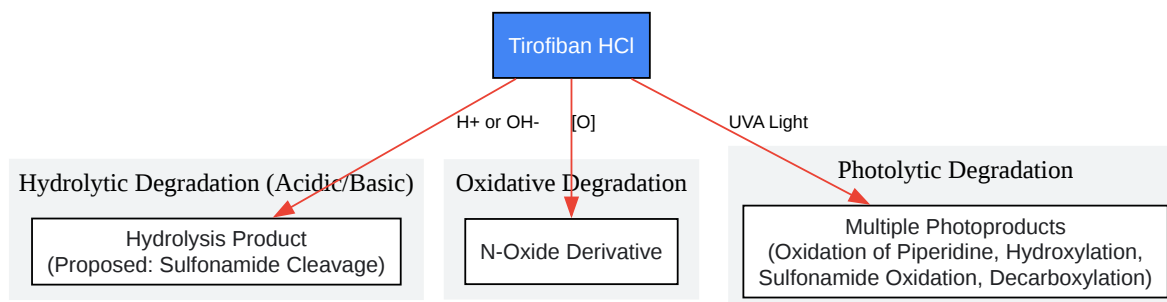 Tirofiban HCl
H+ or OH-
[O]
UVA Light
Hydrolytic Degradation (Acidic/Basic)
Hydrolysis Product
(Proposed: Sulfonamide Cleavage)
Oxidative Degradation
N-Oxide Derivative
Photolytic Degradation
Multiple Photoproducts
(Oxidation of Piperidine, Hydroxylation,
Sulfonamide Oxidation, Decarboxylation)